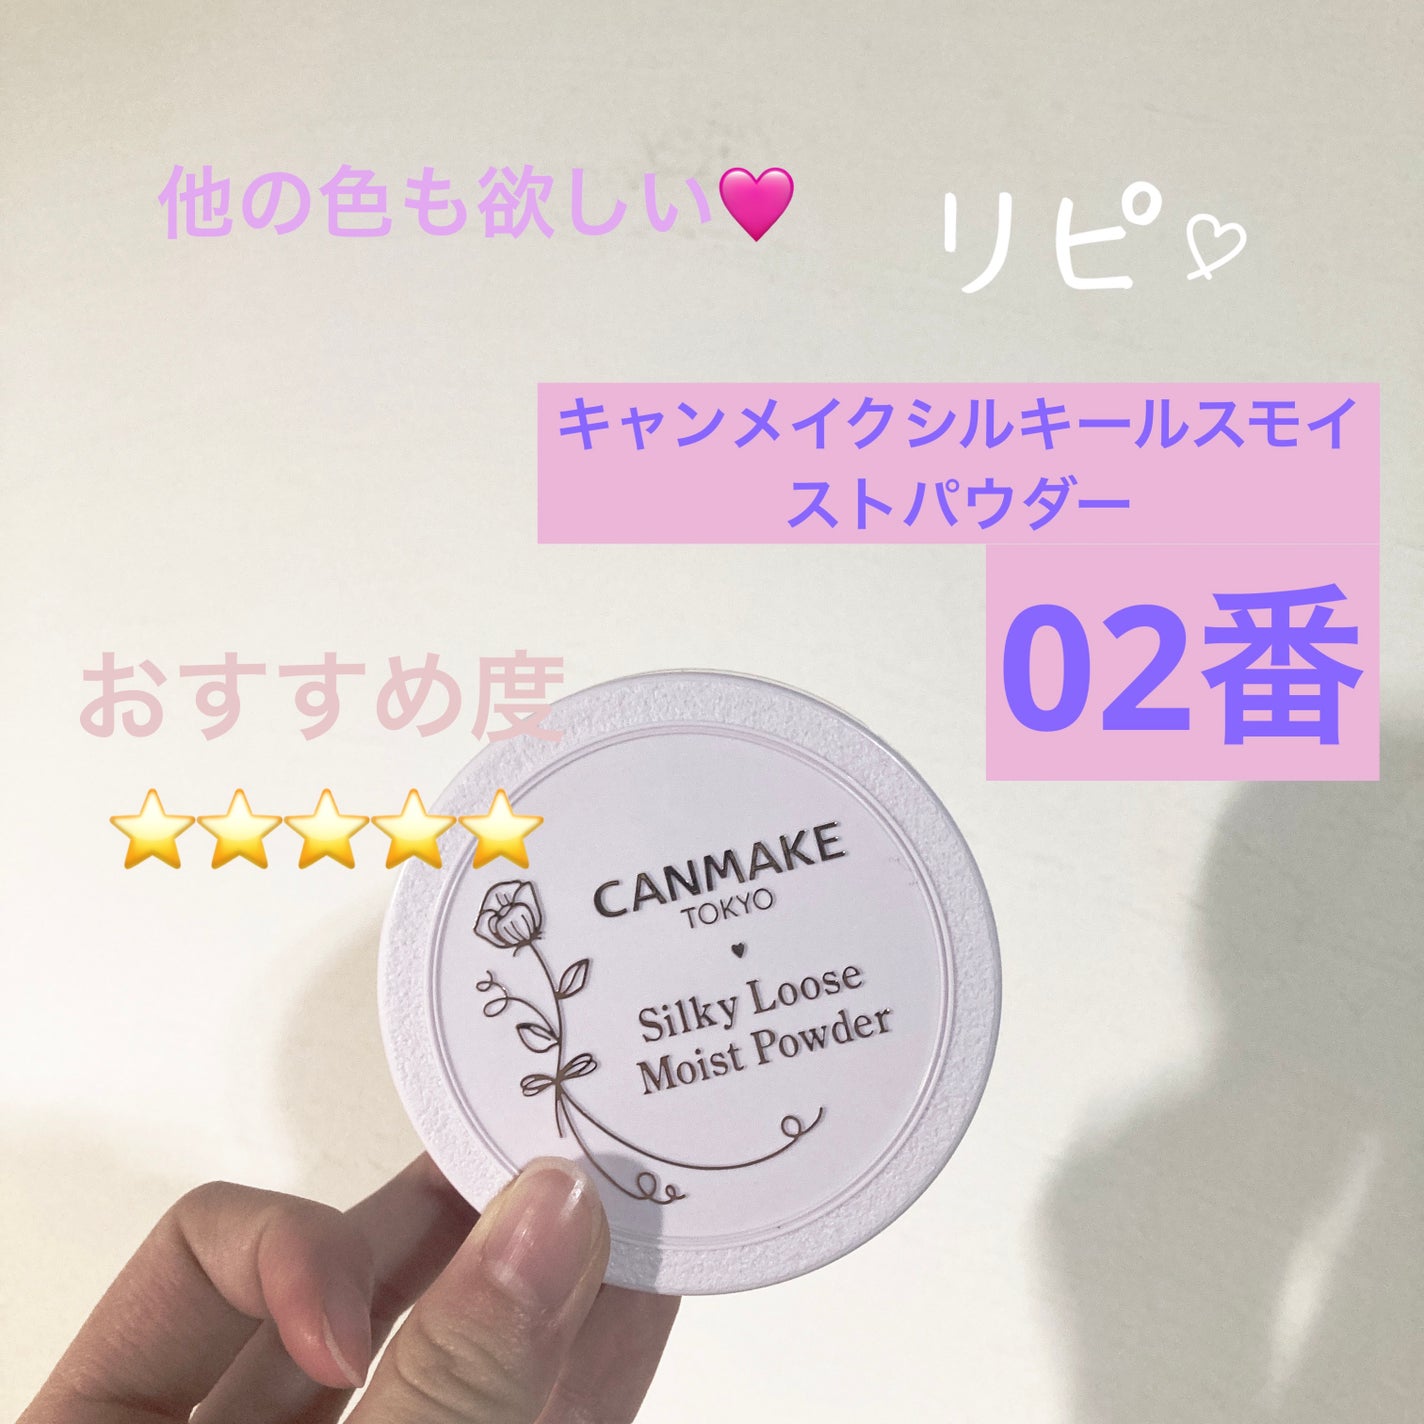 他の色も欲しい🩷
リピ♡
キャンメイクシルキールスモイ
ストパウダー
02番
おすすめ度
⭐⭐⭐⭐⭐
CANMAKE
TOKYO
♥
Silky Loose
Moist Powder